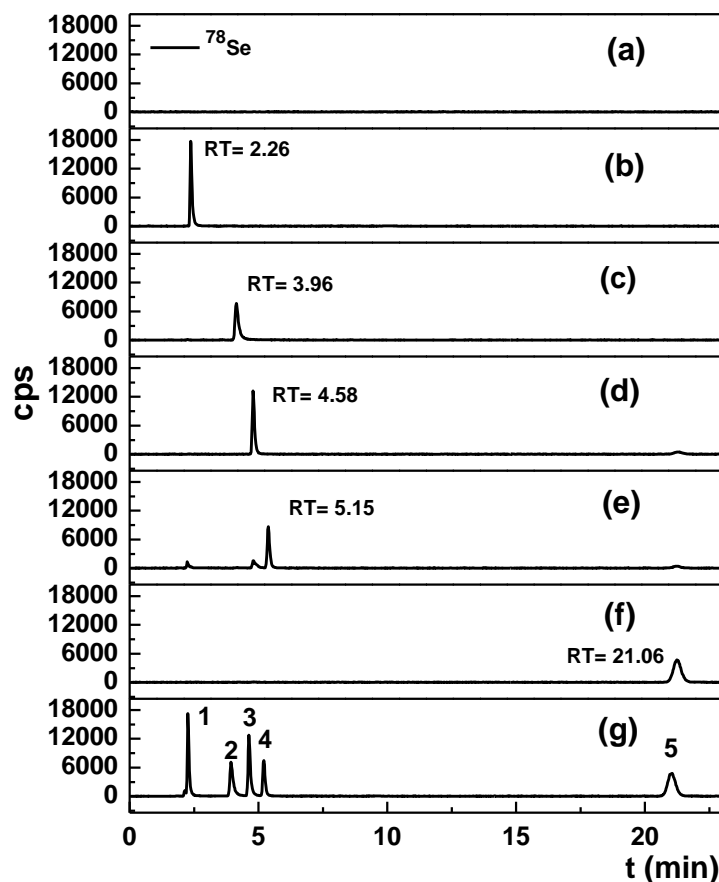 18000
12000
6000
0
⁷⁸Se
(a)
18000
12000
6000
0
RT= 2.26
(b)
18000
12000
6000
0
RT= 3.96
(c)
18000
12000
6000
0
RT= 4.58
(d)
18000
12000
6000
0
RT= 5.15
(e)
18000
12000
6000
0
RT= 21.06
(f)
18000
12000
6000
0
1
2
3
4
5
(g)
cps
0 5 10 15 20
t (min)